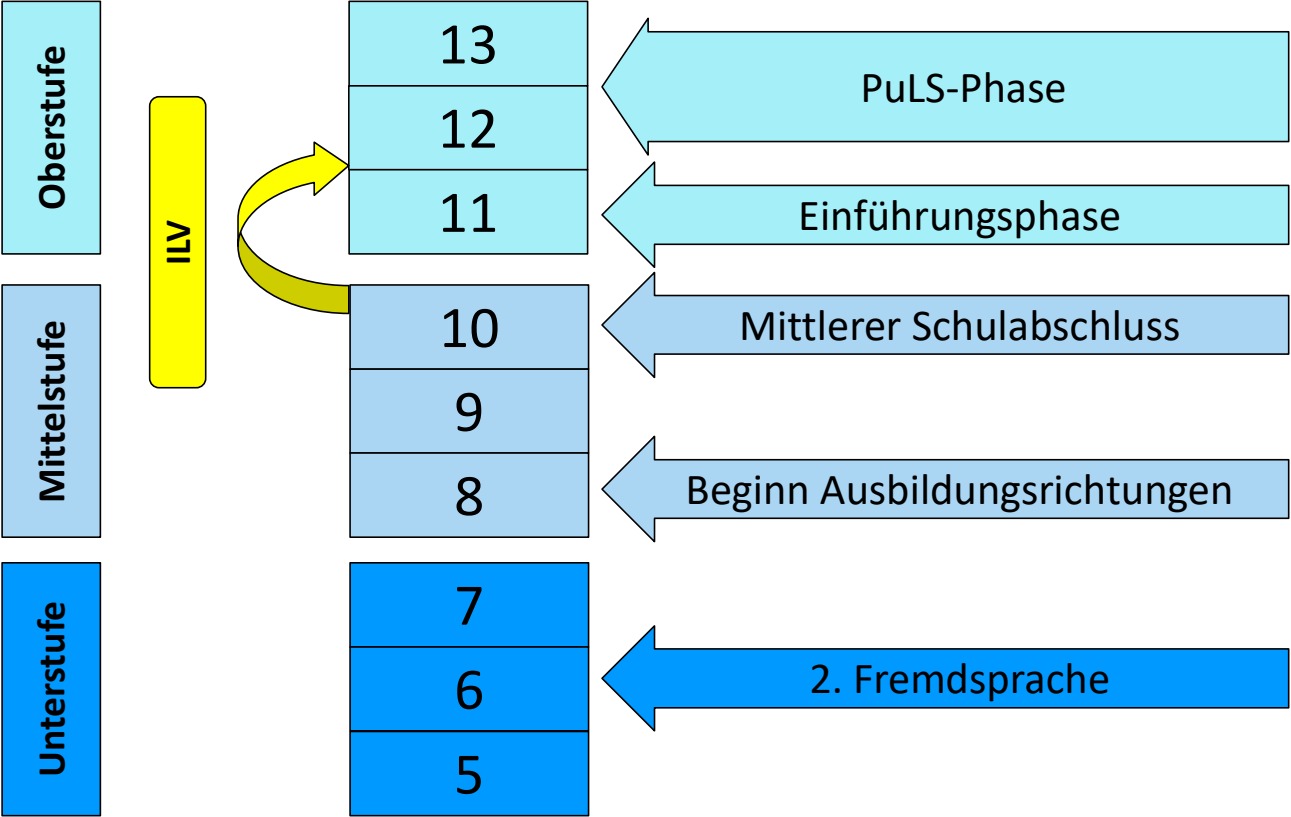 Oberstufe
ILV
13
12
11
PuLS-Phase
Einführungsphase
Mittelstufe
10
9
8
Mittlerer Schulabschluss
Beginn Ausbildungsrichtungen
Unterstufe
7
6
5
2. Fremdsprache